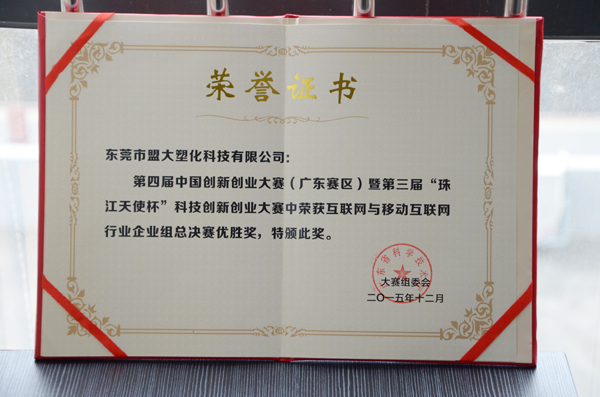 荣誉证书
东莞市盟大塑化科技有限公司：
第四届中国创新创业大赛（广东赛区）暨第三届“珠
江天使杯”科技创新创业大赛中荣获互联网与移动互联网
行业企业组总决赛优胜奖，特颁此奖。
大赛组委会
二〇一五年十二月